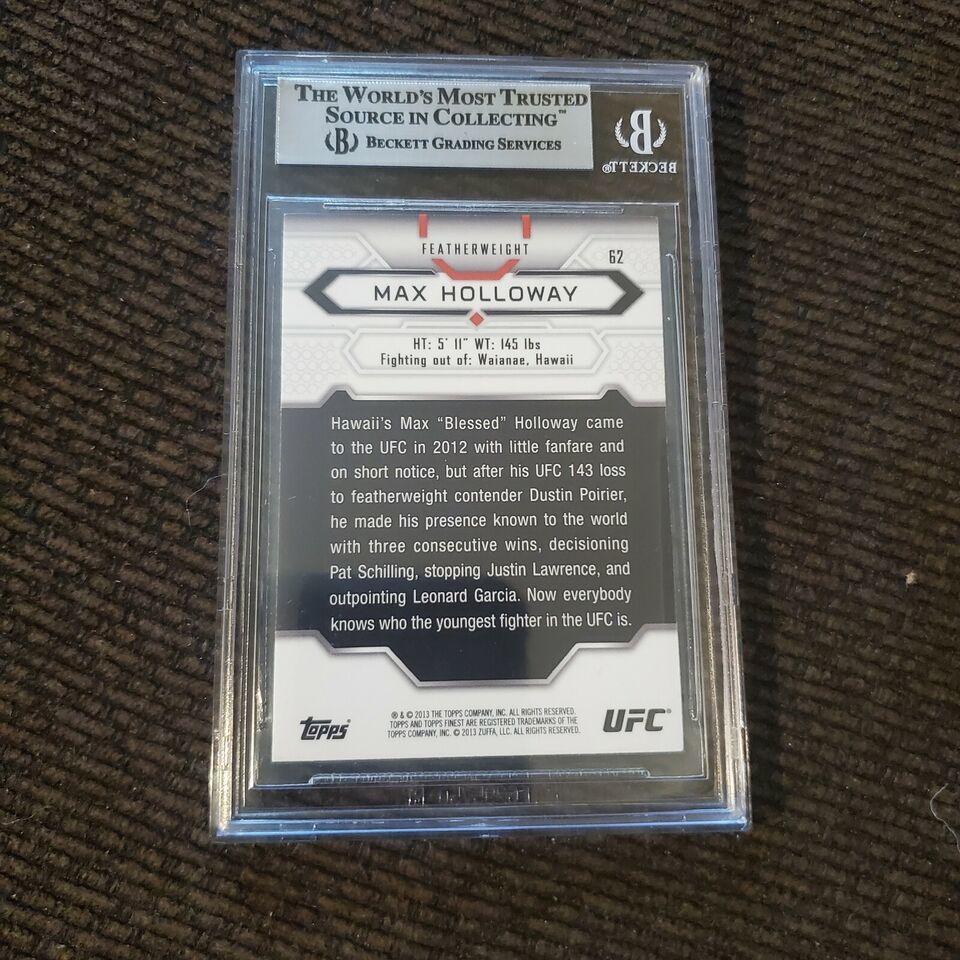 THE WORLD'S MOST TRUSTED
SOURCE IN COLLECTING™
B BECKETT GRADING SERVICES
B
BECKETT®
FEATHERWEIGHT
62
MAX HOLLOWAY
HT: 5' 11" WT: 145 lbs
Fighting out of: Waianae, Hawaii
Hawaii's Max "Blessed" Holloway came
to the UFC in 2012 with little fanfare and
on short notice, but after his UFC 143 loss
to featherweight contender Dustin Poirier,
he made his presence known to the world
with three consecutive wins, decisioning
Pat Schilling, stopping Justin Lawrence, and
outpointing Leonard Garcia. Now everybody
knows who the youngest fighter in the UFC is.
Topps®
® & © 2013 THE TOPPS COMPANY, INC. ALL RIGHTS RESERVED.
TOPPS AND TOPPS FINEST ARE REGISTERED TRADEMARKS OF THE
TOPPS COMPANY, INC. © 2013 ZUFFA, LLC. ALL RIGHTS RESERVED.
UFC®